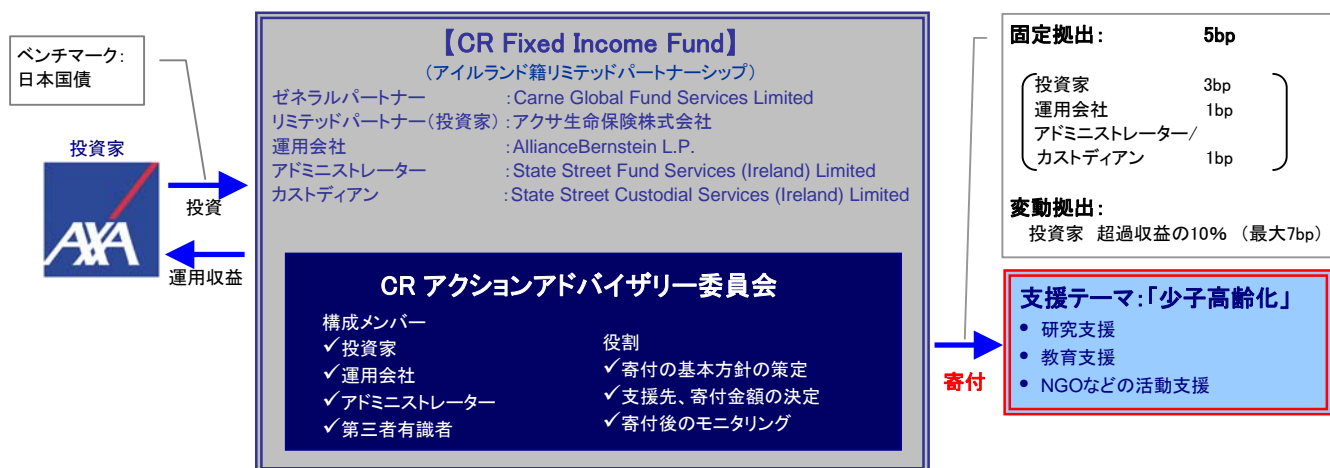 ベンチマーク:
日本国債
投資家
AXA
投資
運用収益
【CR Fixed Income Fund】
(アイルランド籍リミテッドパートナーシップ)
ゼネラルパートナー :Carne Global Fund Services Limited
リミテッドパートナー(投資家):アクサ生命保険株式会社
運用会社 :AllianceBernstein L.P.
アドミニストレーター :State Street Fund Services (Ireland) Limited
カストディアン :State Street Custodial Services (Ireland) Limited
CR アクションアドバイザリー委員会
構成メンバー
✓投資家
✓運用会社
✓アドミニストレーター
✓第三者有識者
役割
✓寄付の基本方針の策定
✓支援先、寄付金額の決定
✓寄付後のモニタリング
寄付
固定拠出: 5bp
投資家 3bp
運用会社 1bp
アドミニストレーター/
カストディアン 1bp
変動拠出:
投資家 超過収益の10% (最大7bp)
支援テーマ:「少子高齢化」
• 研究支援
• 教育支援
• NGOなどの活動支援